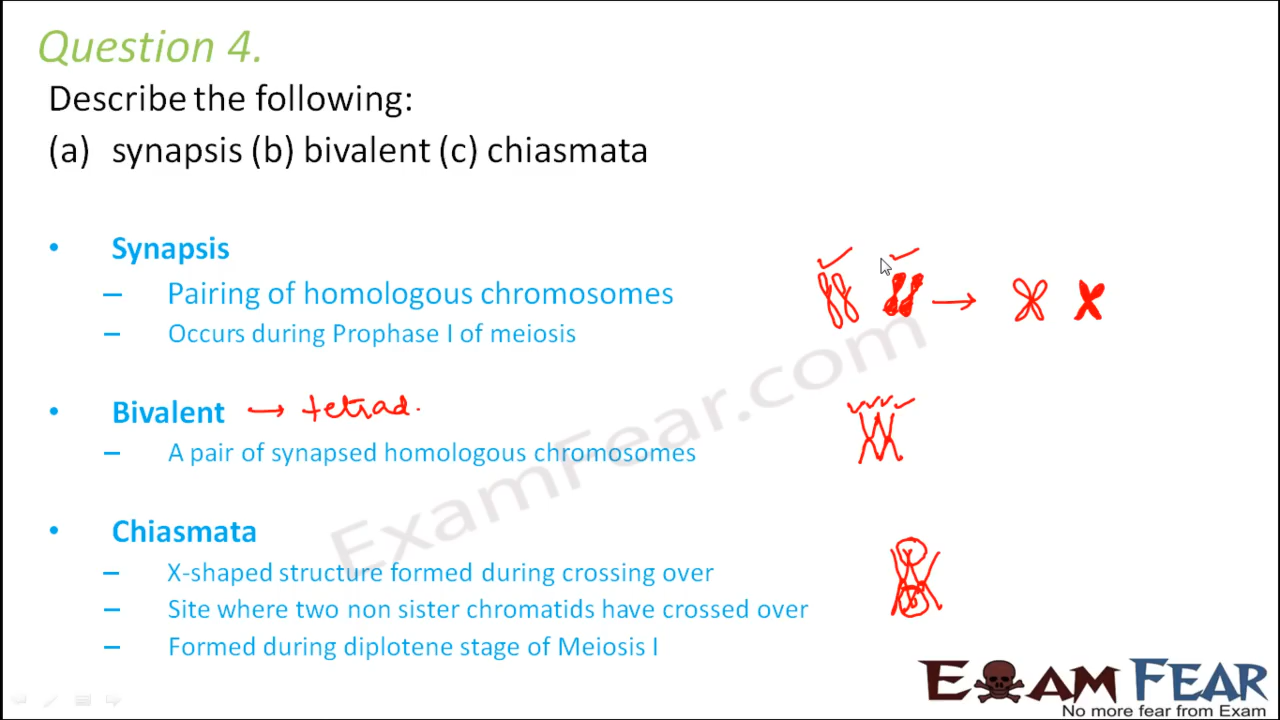 Question 4.
Describe the following:
(a) synapsis (b) bivalent (c) chiasmata
• Synapsis
– Pairing of homologous chromosomes
– Occurs during Prophase I of meiosis
• Bivalent → tetrad.
– A pair of synapsed homologous chromosomes
• Chiasmata
– X-shaped structure formed during crossing over
– Site where two non sister chromatids have crossed over
– Formed during diplotene stage of Meiosis I
ExamFear.com
EXAM FEAR
No more fear from Exam